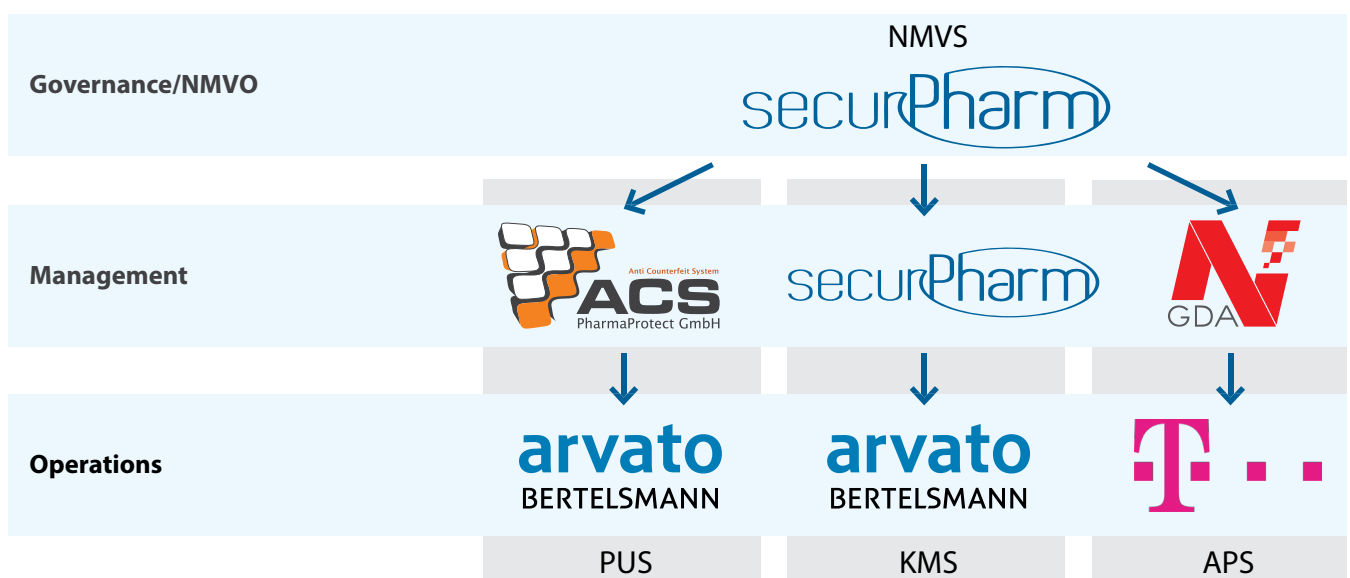 NMVS
Governance/NMVO
securPharm
Management
Anti Counterfeit System
ACS
PharmaProtect GmbH
securPharm
N
GDA
Operations
arvato
BERTELSMANN
arvato
BERTELSMANN
T
PUS
KMS
APS